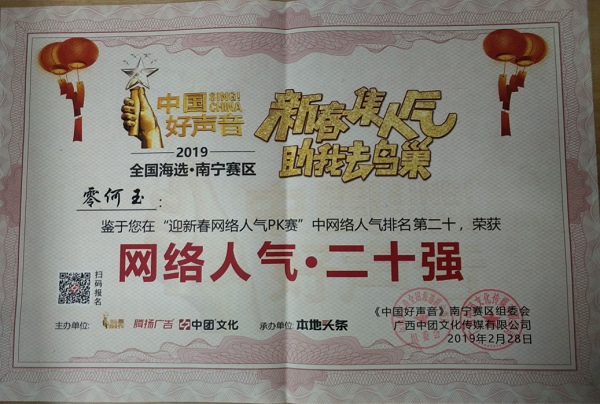 中国
好声音
SING!
CHINA
新春集人气
助我去鸟巢
2019
全国海选·南宁赛区
零何玉：
鉴于您在“迎新春网络人气PK赛”中网络人气排名第二十，荣获
网络人气·二十强
扫码报名
主办单位: 腾扬广告 中团文化 承办单位: 本地头条
《中国好声音》南宁赛区组委会
广西中团文化传媒有限公司
2019年2月28日